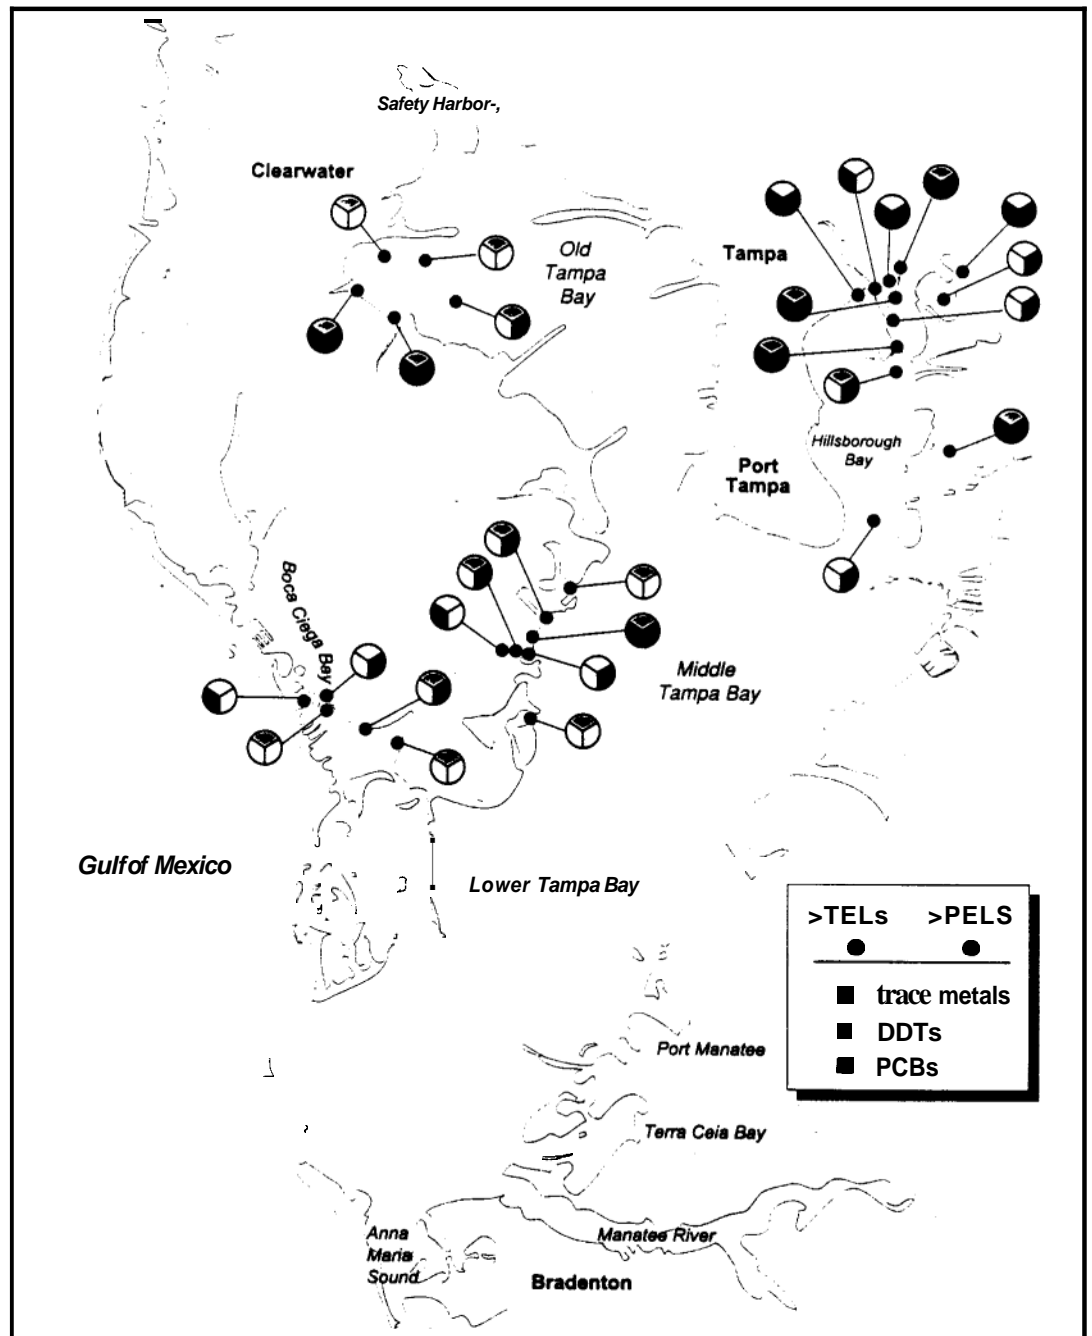 Safety Harbor-,
Clearwater
Old
Tampa
Bay
Tampa
Hillsborough
Bay
Port
Tampa
Boca Ciega Bay
Middle
Tampa Bay
Gulfof Mexico
Lower Tampa Bay
>TELs >PELS
trace metals
DDTs
PCBs
Port Manatee
Terra Ceia Bay
Anna
Maria
Sound
Manatee River
Bradenton